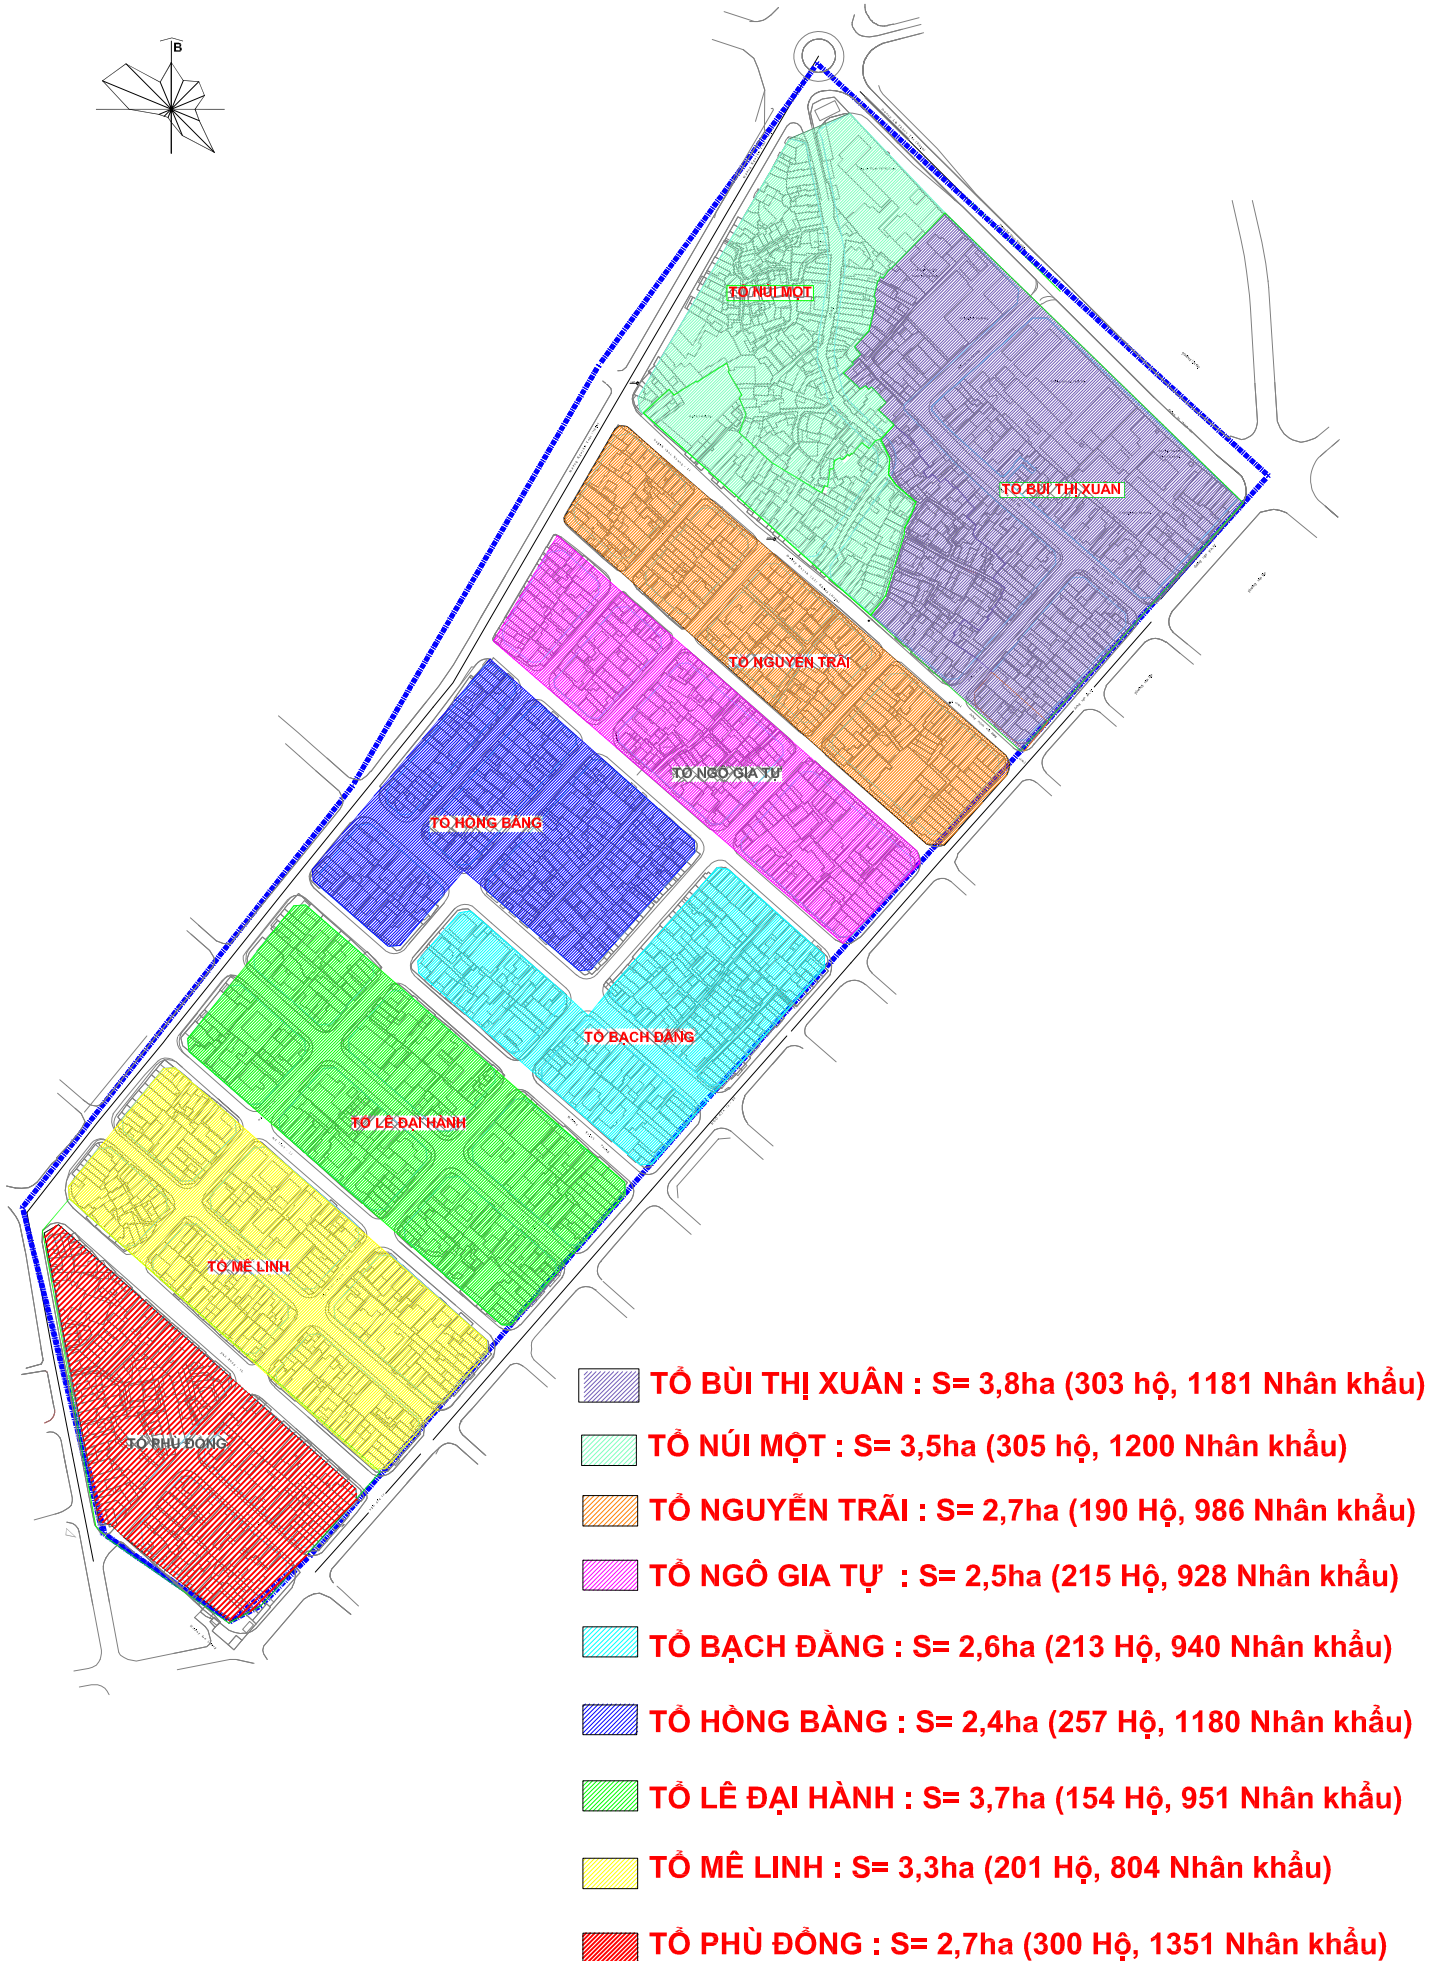 B
TỔ NÚI MỌT
TỔ BÙI THỊ XUÂN
TỔ NGUYỄN TRÃI
TỔ NGÔ GIA TỰ
TỔ HỒNG BÀNG
TỔ BẠCH ĐẰNG
TỔ LÊ ĐẠI HÀNH
TỔ MÊ LINH
TỔ PHÙ ĐỔNG
TỔ BÙI THỊ XUÂN : S= 3,8ha (303 hộ, 1181 Nhân khẩu)
TỔ NÚI MỘT : S= 3,5ha (305 hộ, 1200 Nhân khẩu)
TỔ NGUYỄN TRÃI : S= 2,7ha (190 Hộ, 986 Nhân khẩu)
TỔ NGÔ GIA TỰ : S= 2,5ha (215 Hộ, 928 Nhân khẩu)
TỔ BẠCH ĐẰNG : S= 2,6ha (213 Hộ, 940 Nhân khẩu)
TỔ HỒNG BÀNG : S= 2,4ha (257 Hộ, 1180 Nhân khẩu)
TỔ LÊ ĐẠI HÀNH : S= 3,7ha (154 Hộ, 951 Nhân khẩu)
TỔ MÊ LINH : S= 3,3ha (201 Hộ, 804 Nhân khẩu)
TỔ PHÙ ĐỔNG : S= 2,7ha (300 Hộ, 1351 Nhân khẩu)